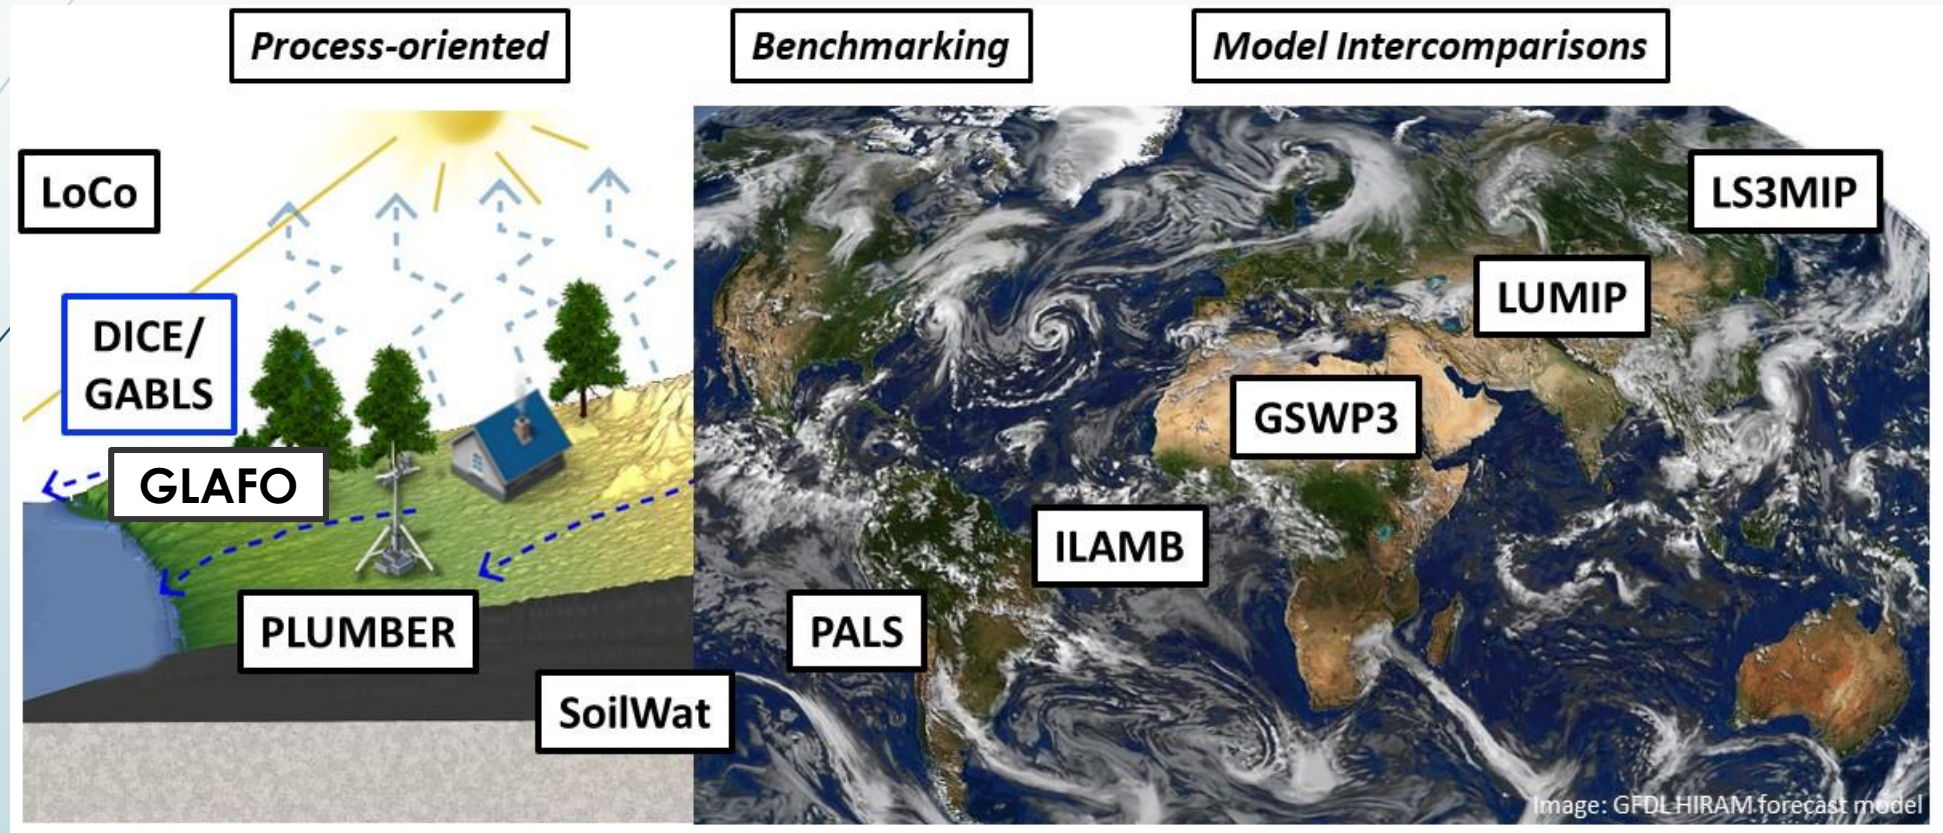 Process-oriented
Benchmarking
Model Intercomparisons
LoCo
LS3MIP
DICE/
GABLS
LUMIP
GSWP3
GLAFO
ILAMB
PLUMBER
PALS
SoilWat
Image: GFDL HIRAM forecast model